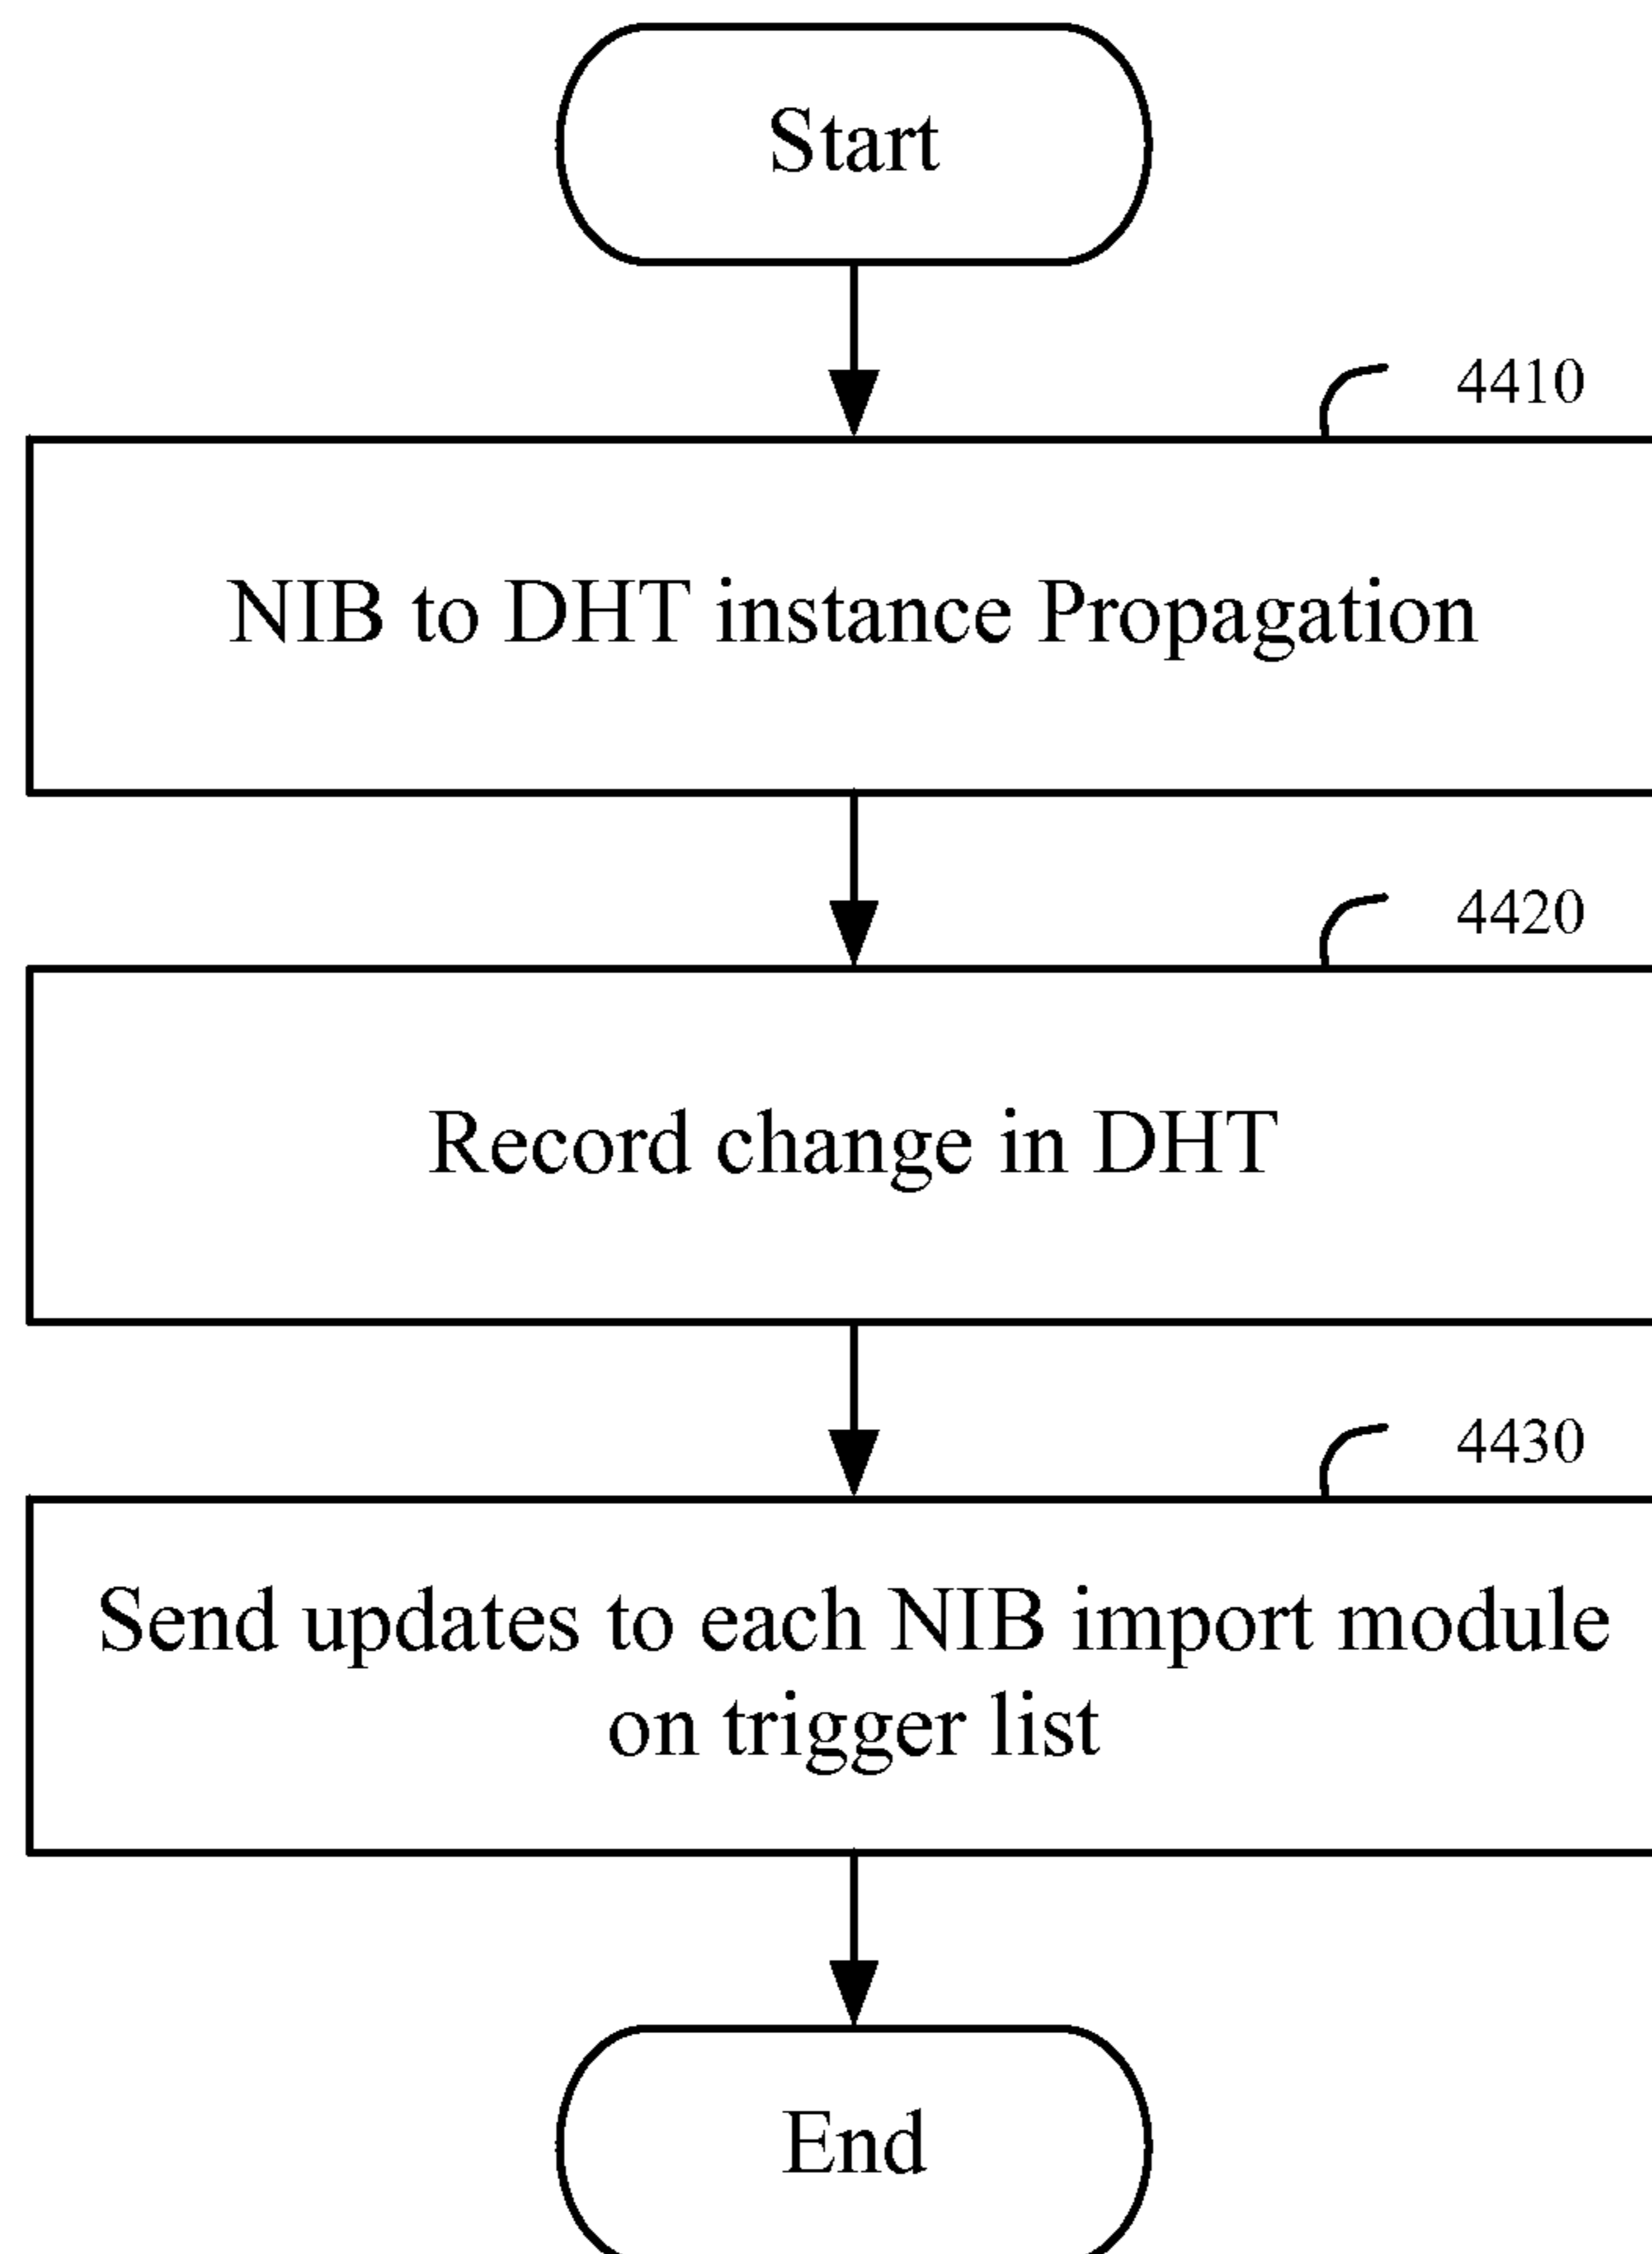 Start
4410
NIB to DHT instance Propagation
4420
Record change in DHT
4430
Send updates to each NIB import module
on trigger list
End